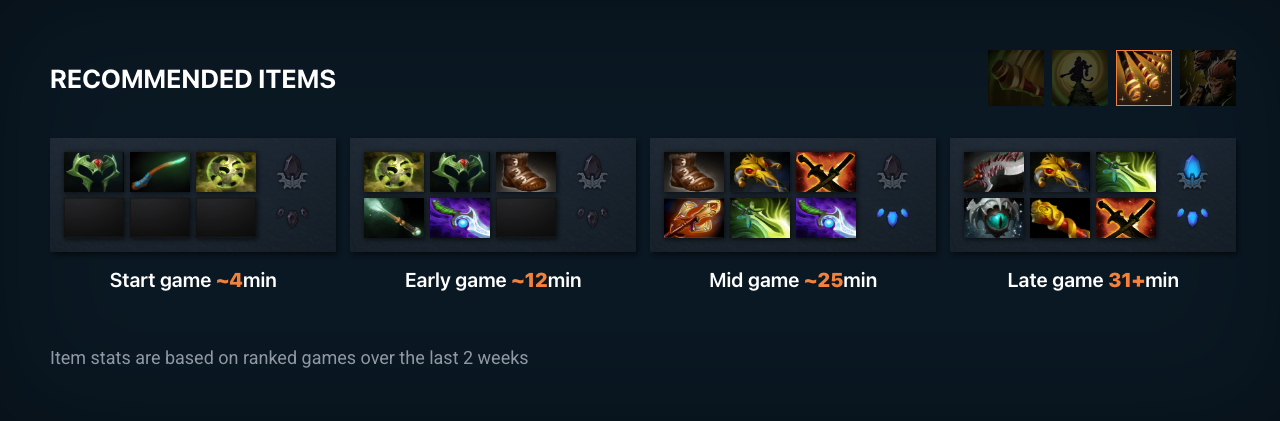 RECOMMENDED ITEMS
Start game ~4min
Early game ~12min
Mid game ~25min
Late game 31+min
Item stats are based on ranked games over the last 2 weeks